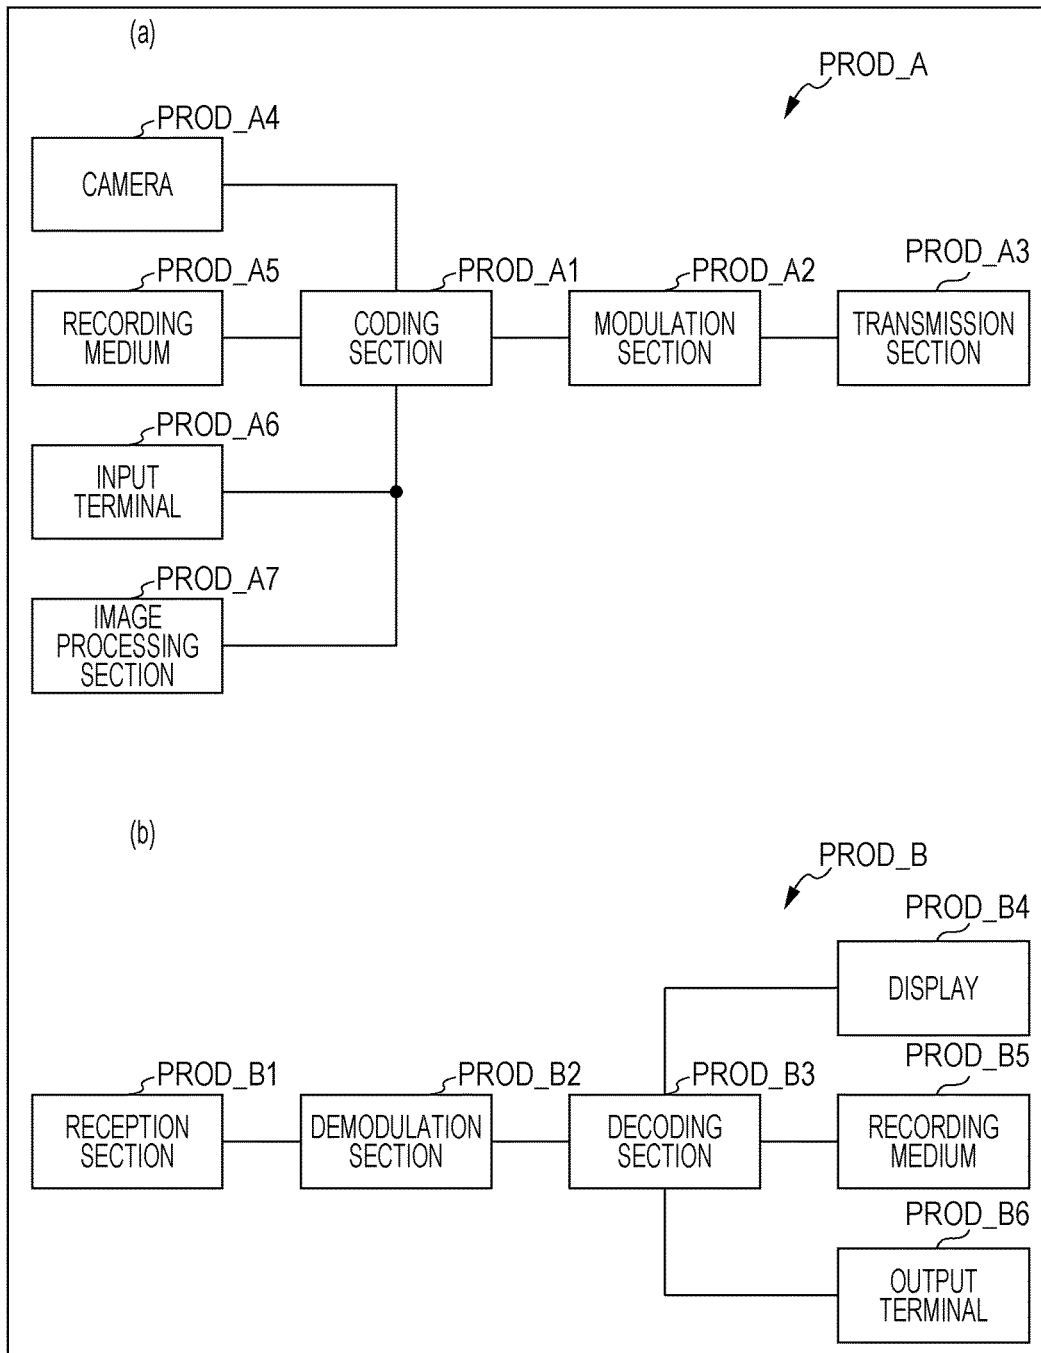 (a)
PROD_A
PROD_A4
CAMERA
PROD_A5
RECORDING
MEDIUM
PROD_A1
CODING
SECTION
PROD_A2
MODULATION
SECTION
PROD_A3
TRANSMISSION
SECTION
PROD_A6
INPUT
TERMINAL
PROD_A7
IMAGE
PROCESSING
SECTION
(b)
PROD_B
PROD_B4
DISPLAY
PROD_B1
RECEPTION
SECTION
PROD_B2
DEMODULATION
SECTION
PROD_B3
DECODING
SECTION
PROD_B5
RECORDING
MEDIUM
PROD_B6
OUTPUT
TERMINAL